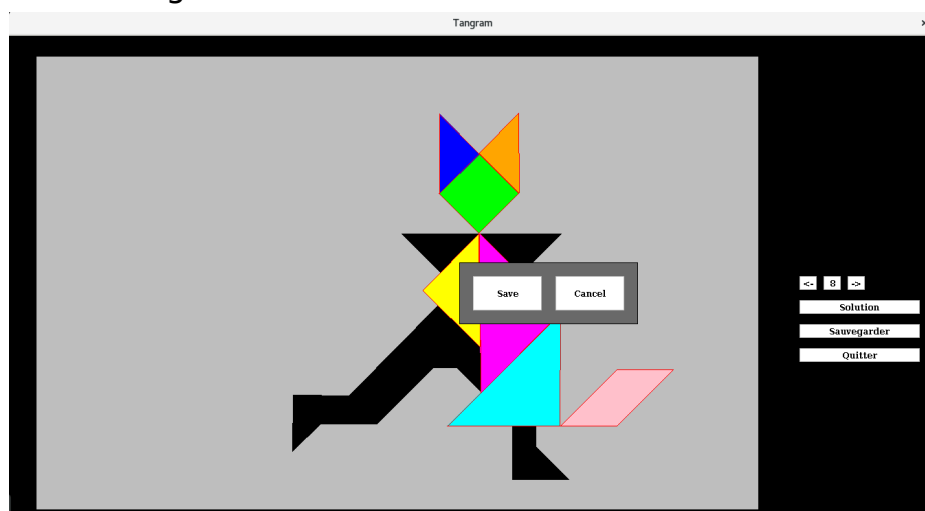 Tangram
<- 8 ->
Solution
Sauvegarder
Quitter
Save
Cancel